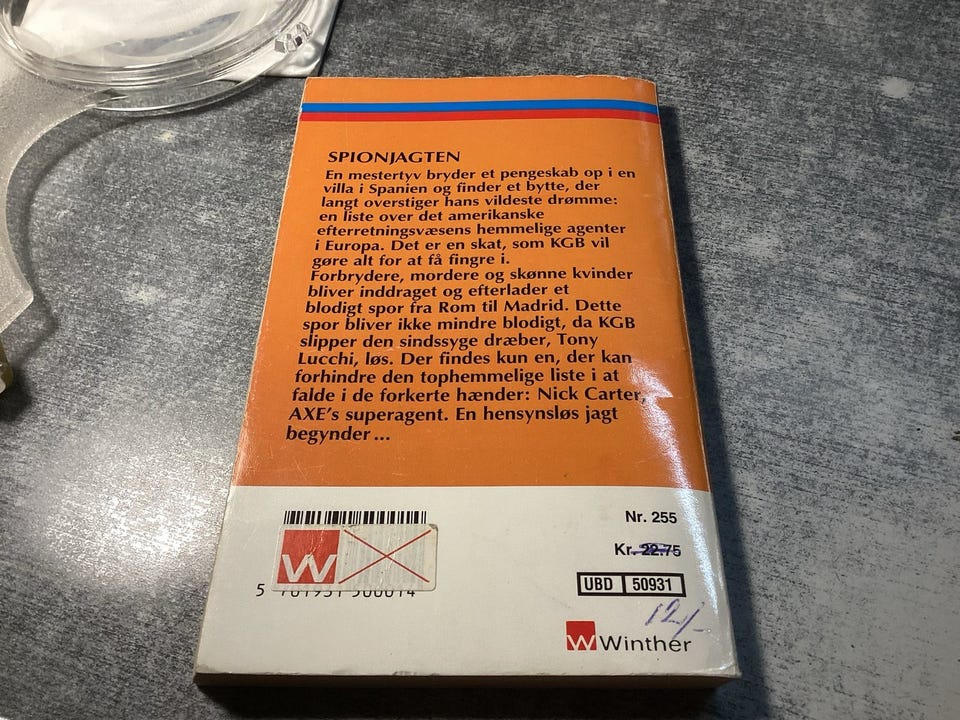 SPIONJAGTEN
En mestertyv bryder et pengeskab op i en
villa i Spanien og finder et bytte, der
langt overstiger hans vildeste drømme:
en liste over det amerikanske
efterretningsvæsens hemmelige agenter
i Europa. Det er en skat, som KGB vil
gøre alt for at få fingre i.
Forbrydere, mordere og skønne kvinder
bliver inddraget og efterlader et
blodigt spor fra Rom til Madrid. Dette
spor bliver ikke mindre blodigt, da KGB
slipper den sindssyge dræber, Tony
Lucchi, løs. Der findes kun en, der kan
forhindre den tophemmelige liste i at
falde i de forkerte hænder: Nick Carter,
AXE's superagent. En hensynsløs jagt
begynder ...
Nr. 255
Kr. 22.75
UBD 50931
12/-
W
5
W Winther